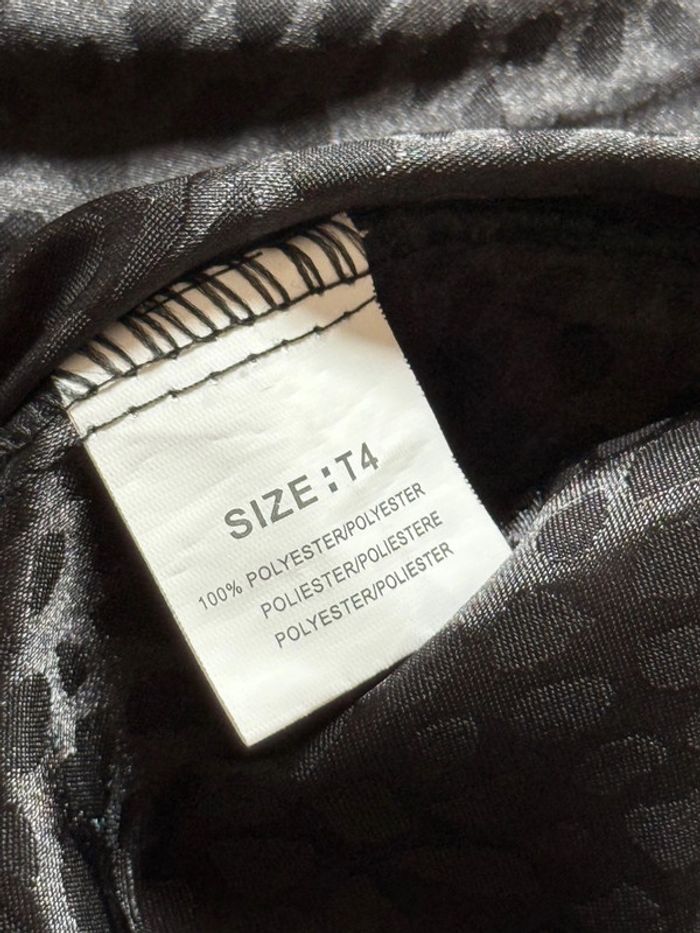 SIZE:T4
100% POLYESTER/POLYESTER
POLIESTER/POLIESTERE
POLYESTER/POLIESTER